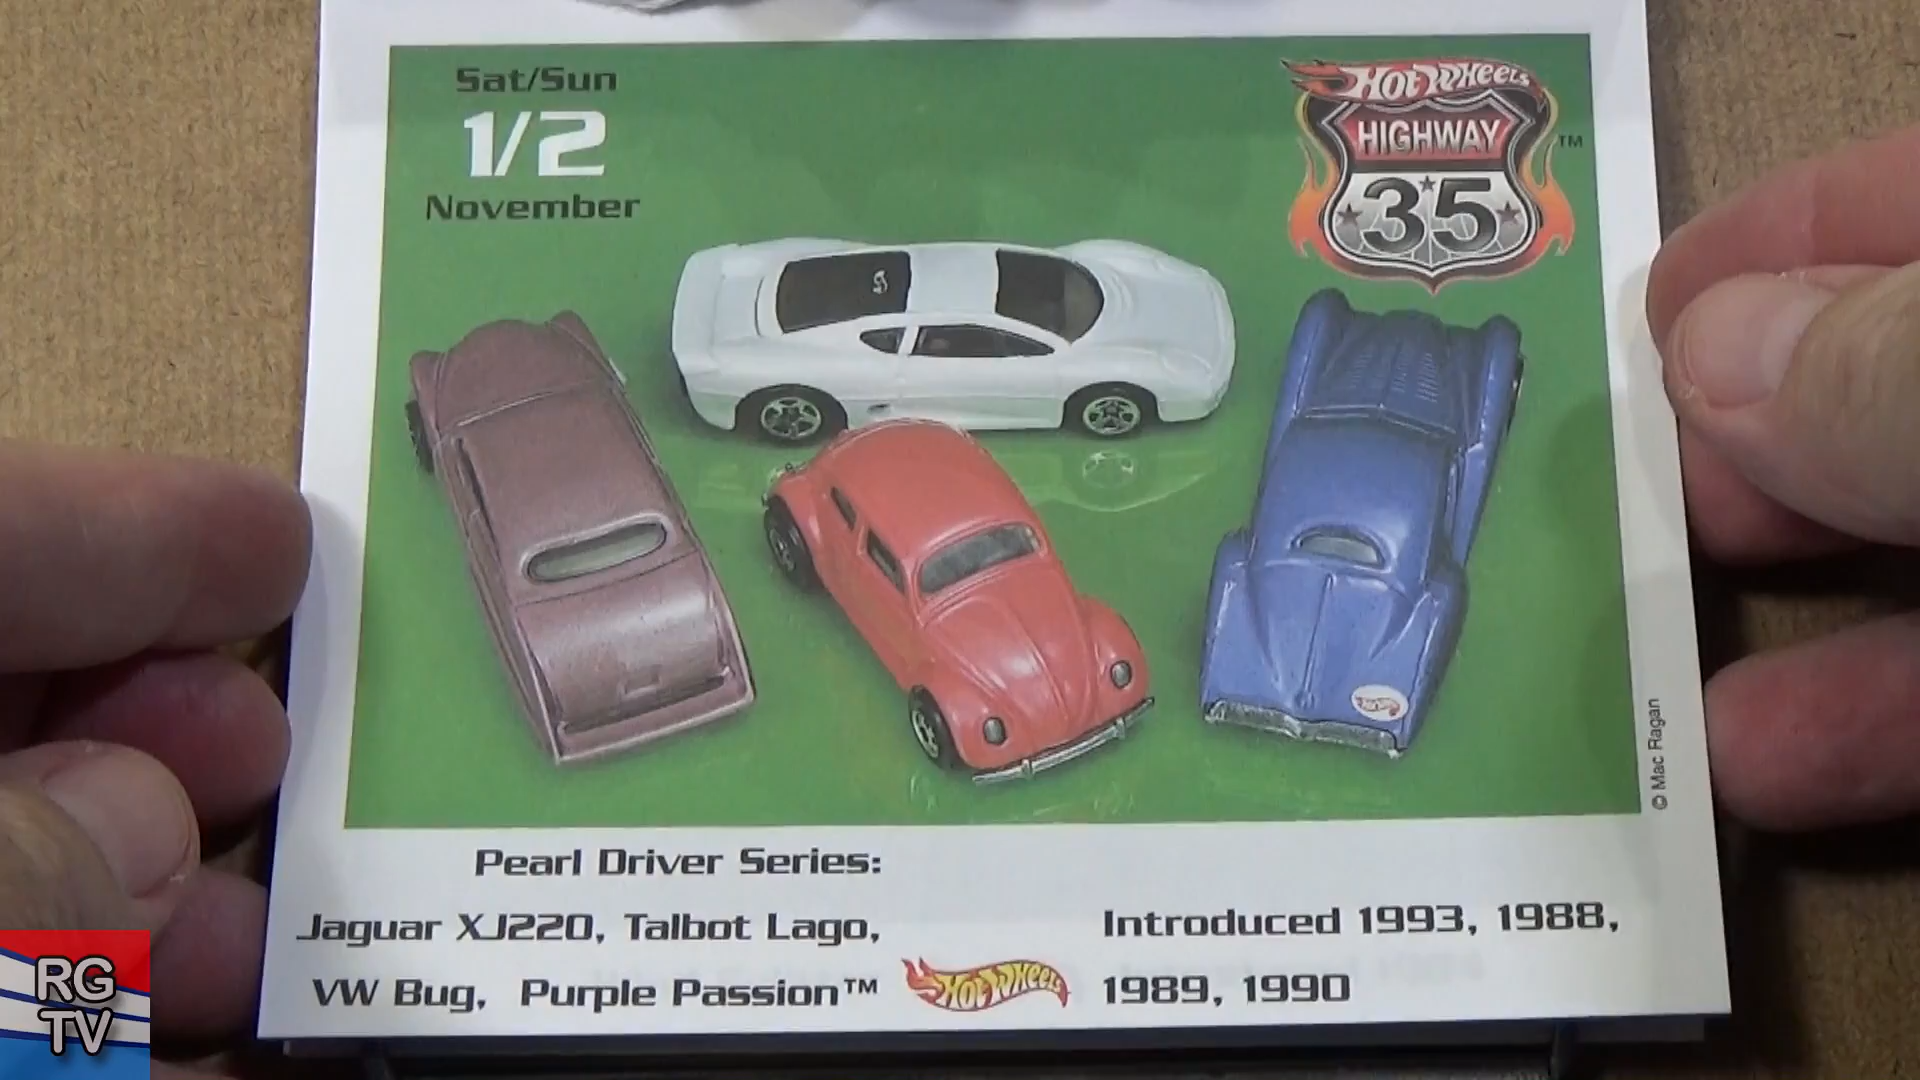 Sat/Sun
1/2
November
Hot Wheels
HIGHWAY
35
TM
© Mac Ragan
Pearl Driver Series:
Jaguar XJ220, Talbot Lago,
VW Bug, Purple Passion™
Hot Wheels
Introduced 1993, 1988,
1989, 1990
RG
TV